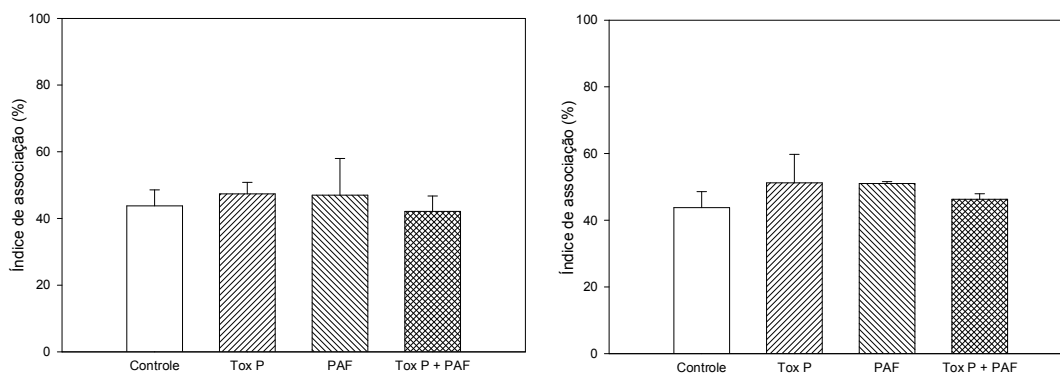 Índice de associação (%)
100
80
60
40
20
0
Controle
Tox P
PAF
Tox P + PAF
Índice de associação (%)
100
80
60
40
20
0
Controle
Tox P
PAF
Tox P + PAF